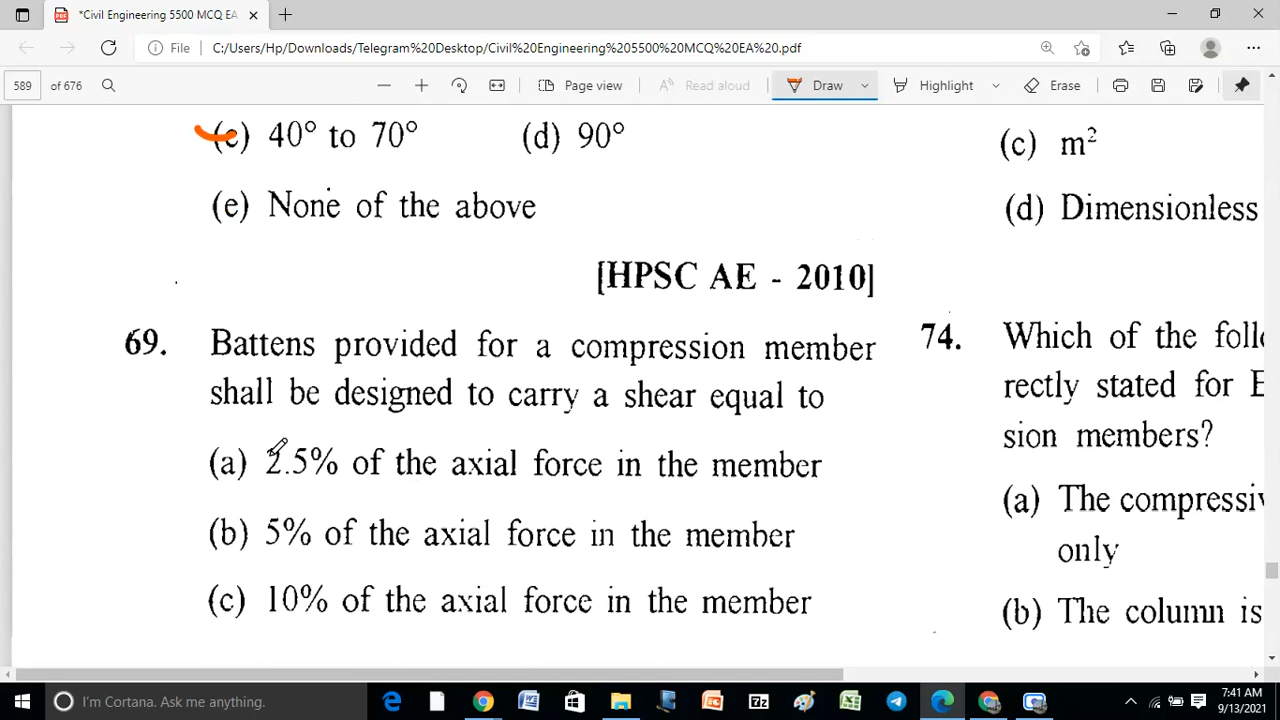 *Civil Engineering 5500 MCQ EA
File
C:/Users/Hp/Downloads/Telegram%20Desktop/Civil%20Engineering%205500%20MCQ%20EA%20.pdf
589 of 676
Page view
Read aloud
Draw
Highlight
Erase
(c) 40° to 70° (d) 90°
(e) None of the above
[HPSC AE - 2010]
69. Battens provided for a compression member
shall be designed to carry a shear equal to
(a) 2.5% of the axial force in the member
(b) 5% of the axial force in the member
(c) 10% of the axial force in the member
(c) m²
(d) Dimensionless
74. Which of the foll
rectly stated for E
sion members?
(a) The compressiv
only
(b) The column is
I'm Cortana. Ask me anything.
7:41 AM
9/13/2021